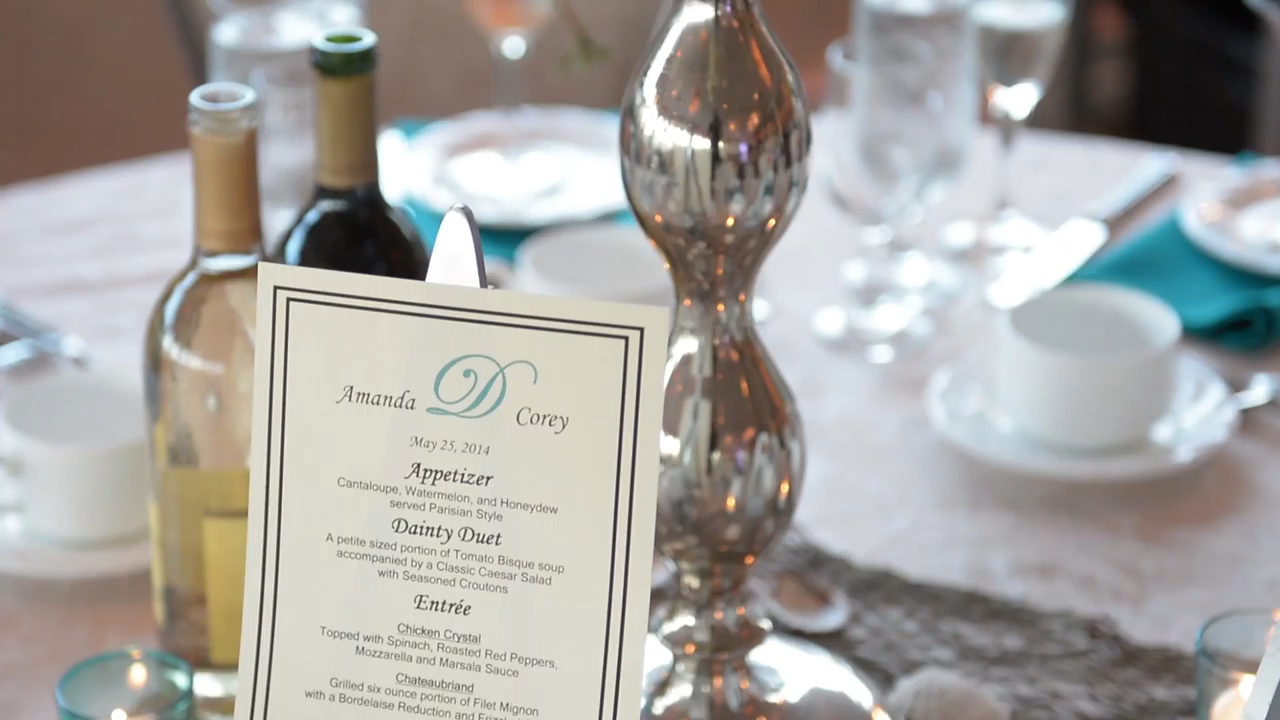 Amanda D Corey
May 25, 2014
Appetizer
Cantaloupe, Watermelon, and Honeydew
served Parisian Style
Dainty Duet
A petite sized portion of Tomato Bisque soup
accompanied by a Classic Caesar Salad
with Seasoned Croutons
Entrée
Chicken Crystal
Topped with Spinach, Roasted Red Peppers,
Mozzarella and Marsala Sauce
Chateaubriand
Grilled six ounce portion of Filet Mignon
with a Bordelaise Reduction and